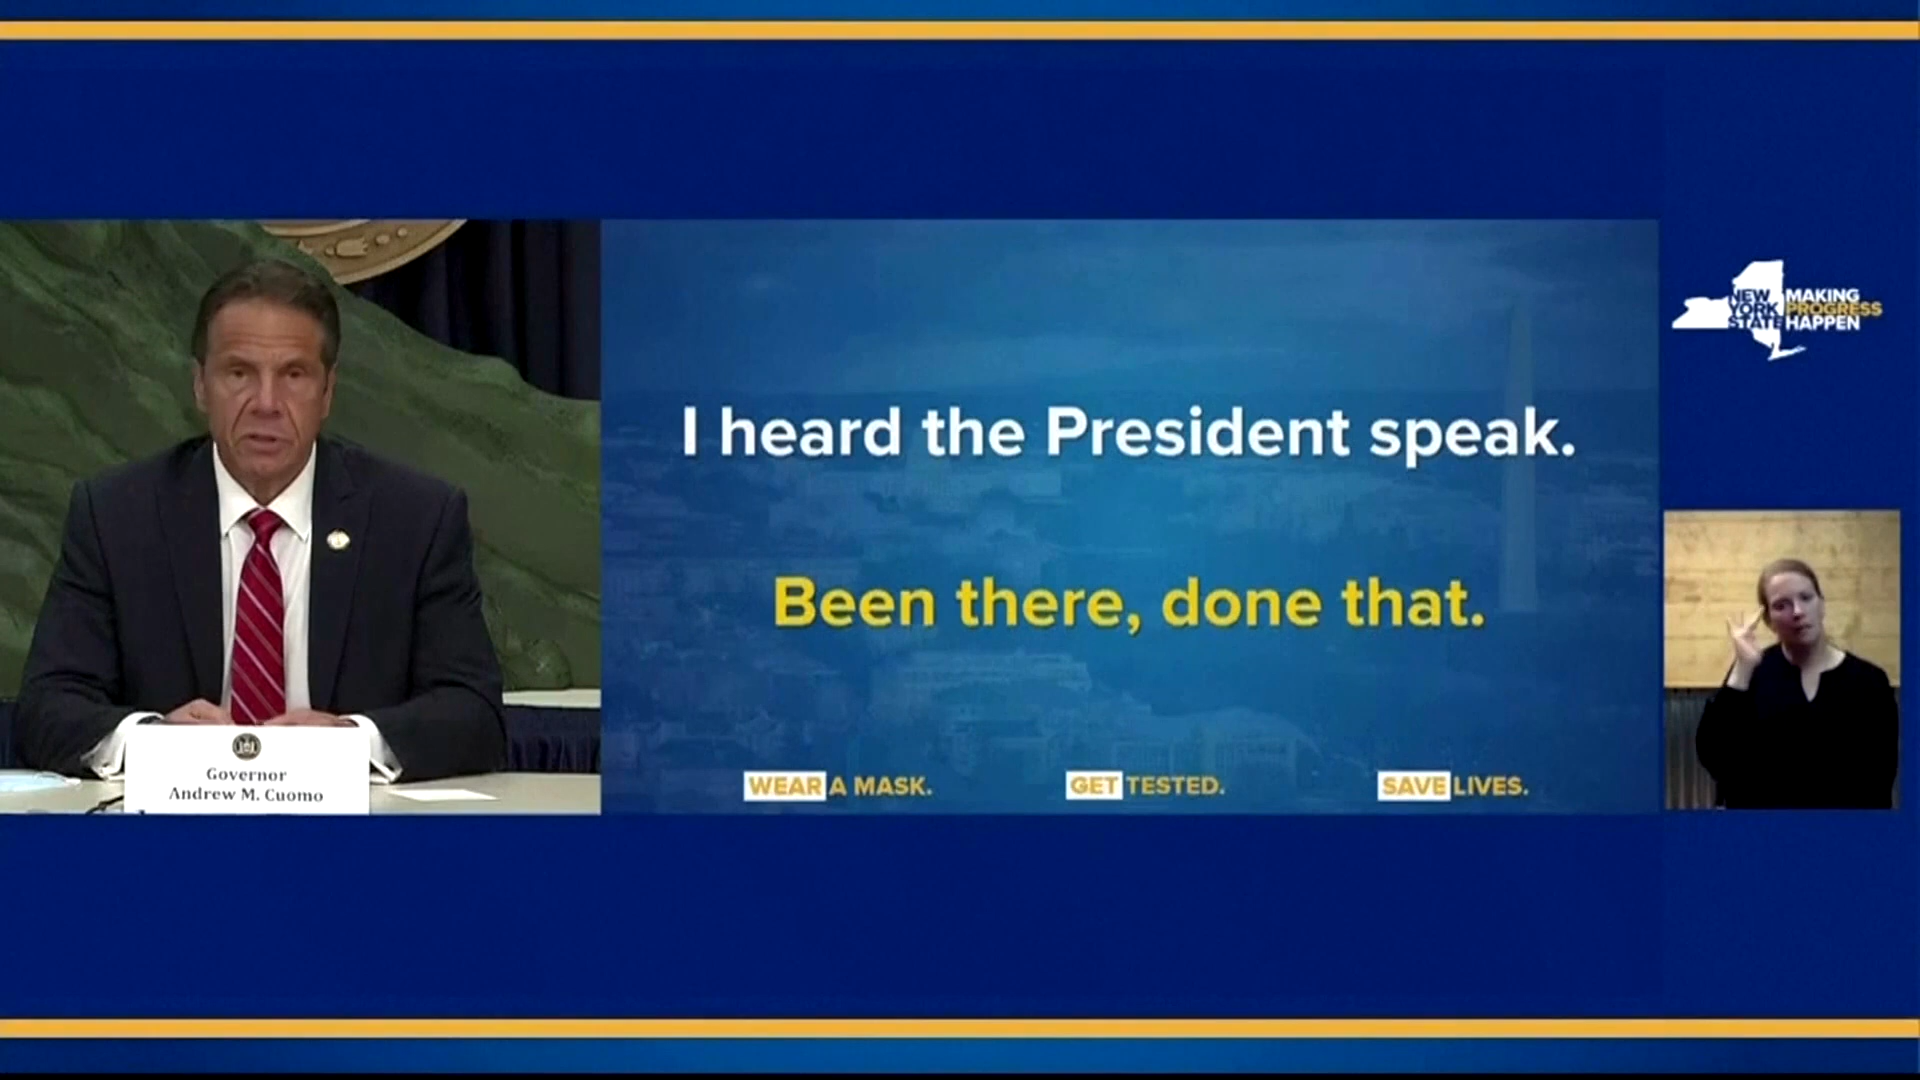 Governor
Andrew M. Cuomo
I heard the President speak.
Been there, done that.
WEAR A MASK.
GET TESTED.
SAVE LIVES.
NEW
YORK
STATE
MAKING
PROGRESS
HAPPEN